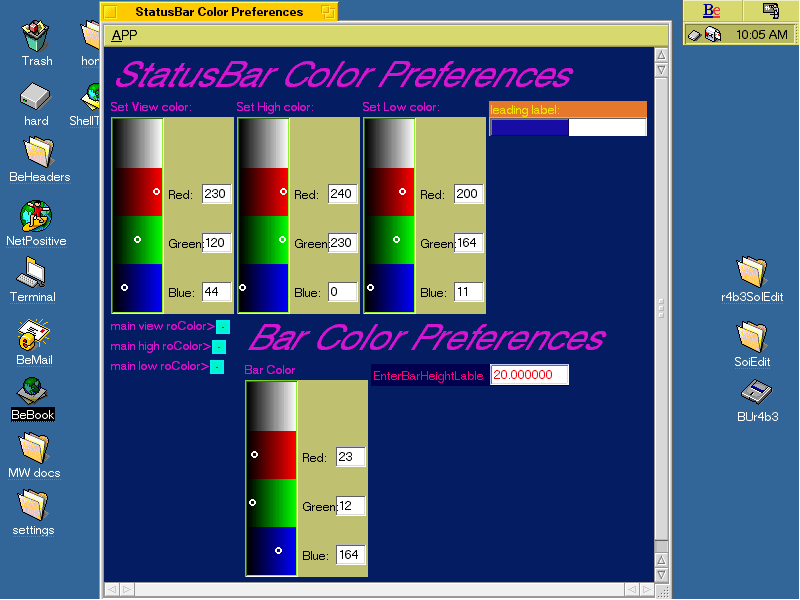 StatusBar Color Preferences
Be
10:05 AM
APP
Trash
hor
hard
ShellT
BeHeaders
NetPositive
Terminal
BeMail
BeBook
MW docs
settings
StatusBar Color Preferences
Set View color:
Set High color:
Set Low color:
leading label:
Red: 230
Red: 240
Red: 200
Green: 120
Green: 230
Green: 164
Blue: 44
Blue: 0
Blue: 11
main view roColor> -
main high roColor> -
main low roColor> -
Bar Color Preferences
Bar Color
EnterBarHeightLable 20.000000
Red: 23
Green: 12
Blue: 164
r4b3SolEdit
SoiEdit
BUr4b3